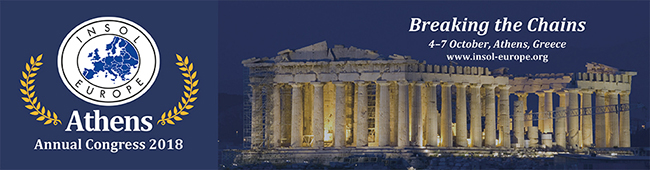 INSOL
EUROPE
Athens
Annual Congress 2018
Breaking the Chains
4–7 October, Athens, Greece
www.insol-europe.org